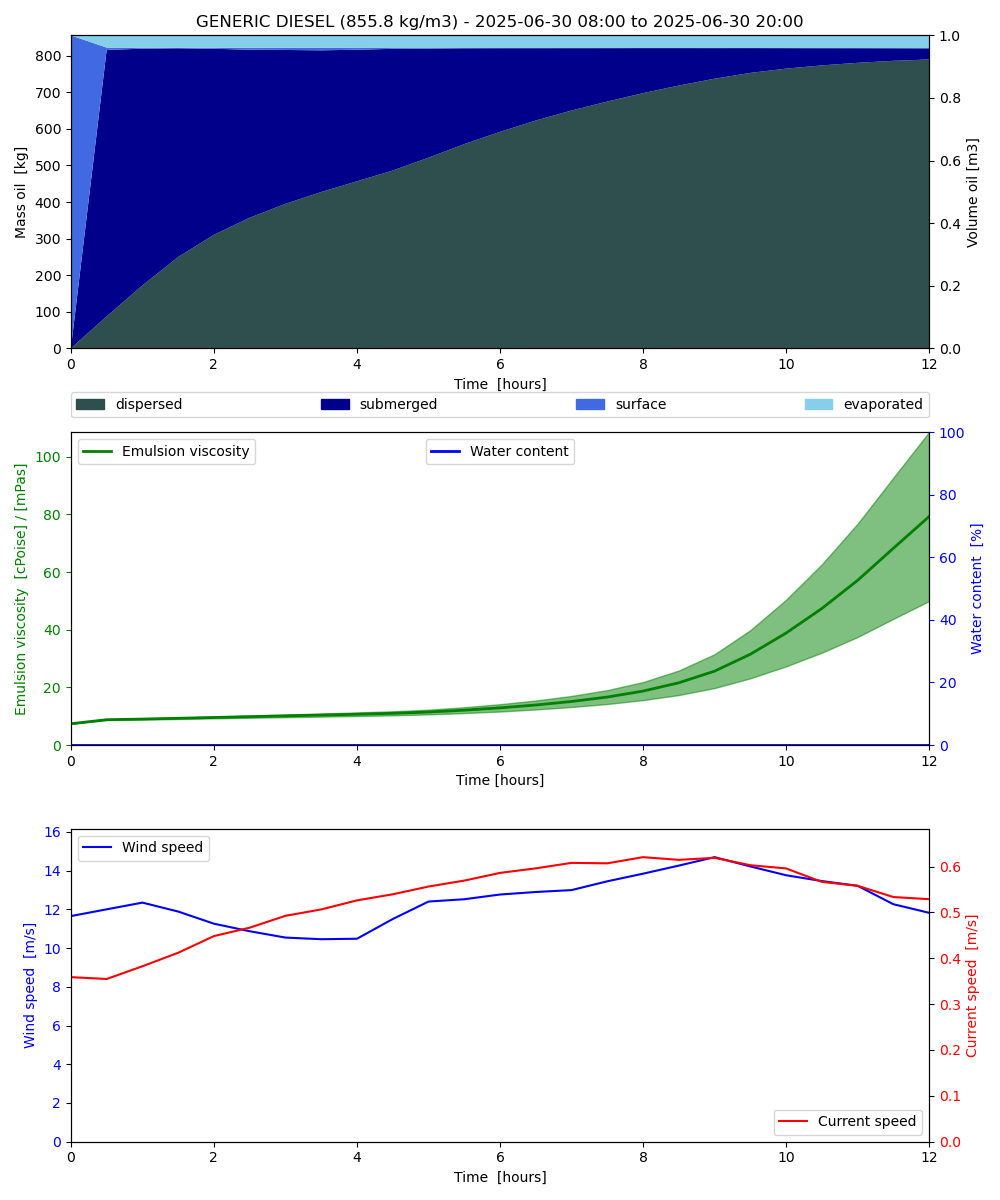 GENERIC DIESEL (855.8 kg/m3) - 2025-06-30 08:00 to 2025-06-30 20:00
Mass oil [kg]
800
700
600
500
400
300
200
100
0
Volume oil [m3]
1.0
0.8
0.6
0.4
0.2
0.0
0 2 4 6 8 10 12
Time [hours]
dispersed submerged surface evaporated
Emulsion viscosity Water content
Emulsion viscosity [cPoise] / [mPas]
100
80
60
40
20
0
Water content [%]
100
80
60
40
20
0
0 2 4 6 8 10 12
Time [hours]
Wind speed
Wind speed [m/s]
16
14
12
10
8
6
4
2
0
Current speed [m/s]
0.6
0.5
0.4
0.3
0.2
0.1
0.0
Current speed
0 2 4 6 8 10 12
Time [hours]